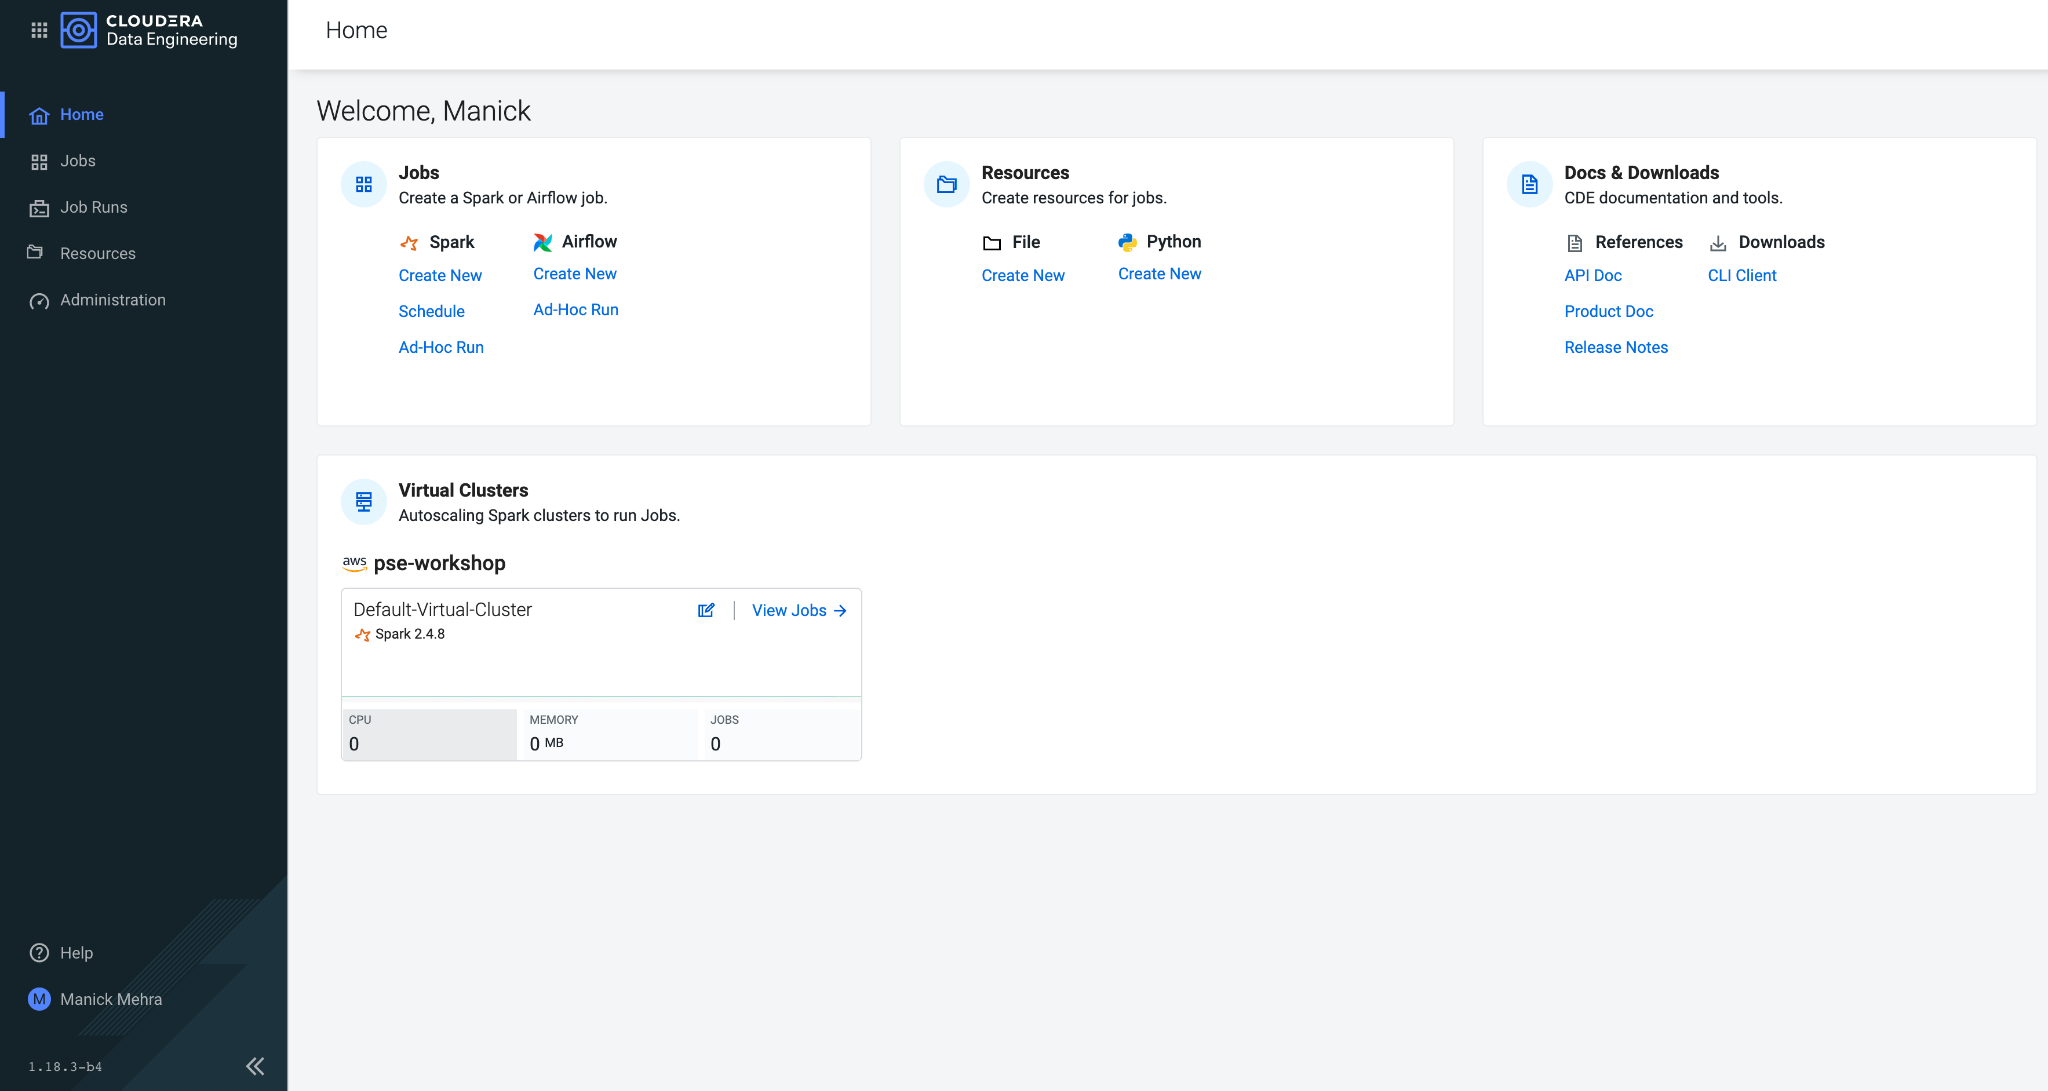 CLOUDERA
Data Engineering
Home
Jobs
Job Runs
Resources
Administration
Help
M Manick Mehra
1.18.3-b4
Home
Welcome, Manick
Jobs
Create a Spark or Airflow job.
Spark
Create New
Schedule
Ad-Hoc Run
Airflow
Create New
Ad-Hoc Run
Resources
Create resources for jobs.
File
Create New
Python
Create New
Docs & Downloads
CDE documentation and tools.
References
API Doc
Product Doc
Release Notes
Downloads
CLI Client
Virtual Clusters
Autoscaling Spark clusters to run Jobs.
aws pse-workshop
Default-Virtual-Cluster
View Jobs
Spark 2.4.8
CPU
0
MEMORY
0 MB
JOBS
0